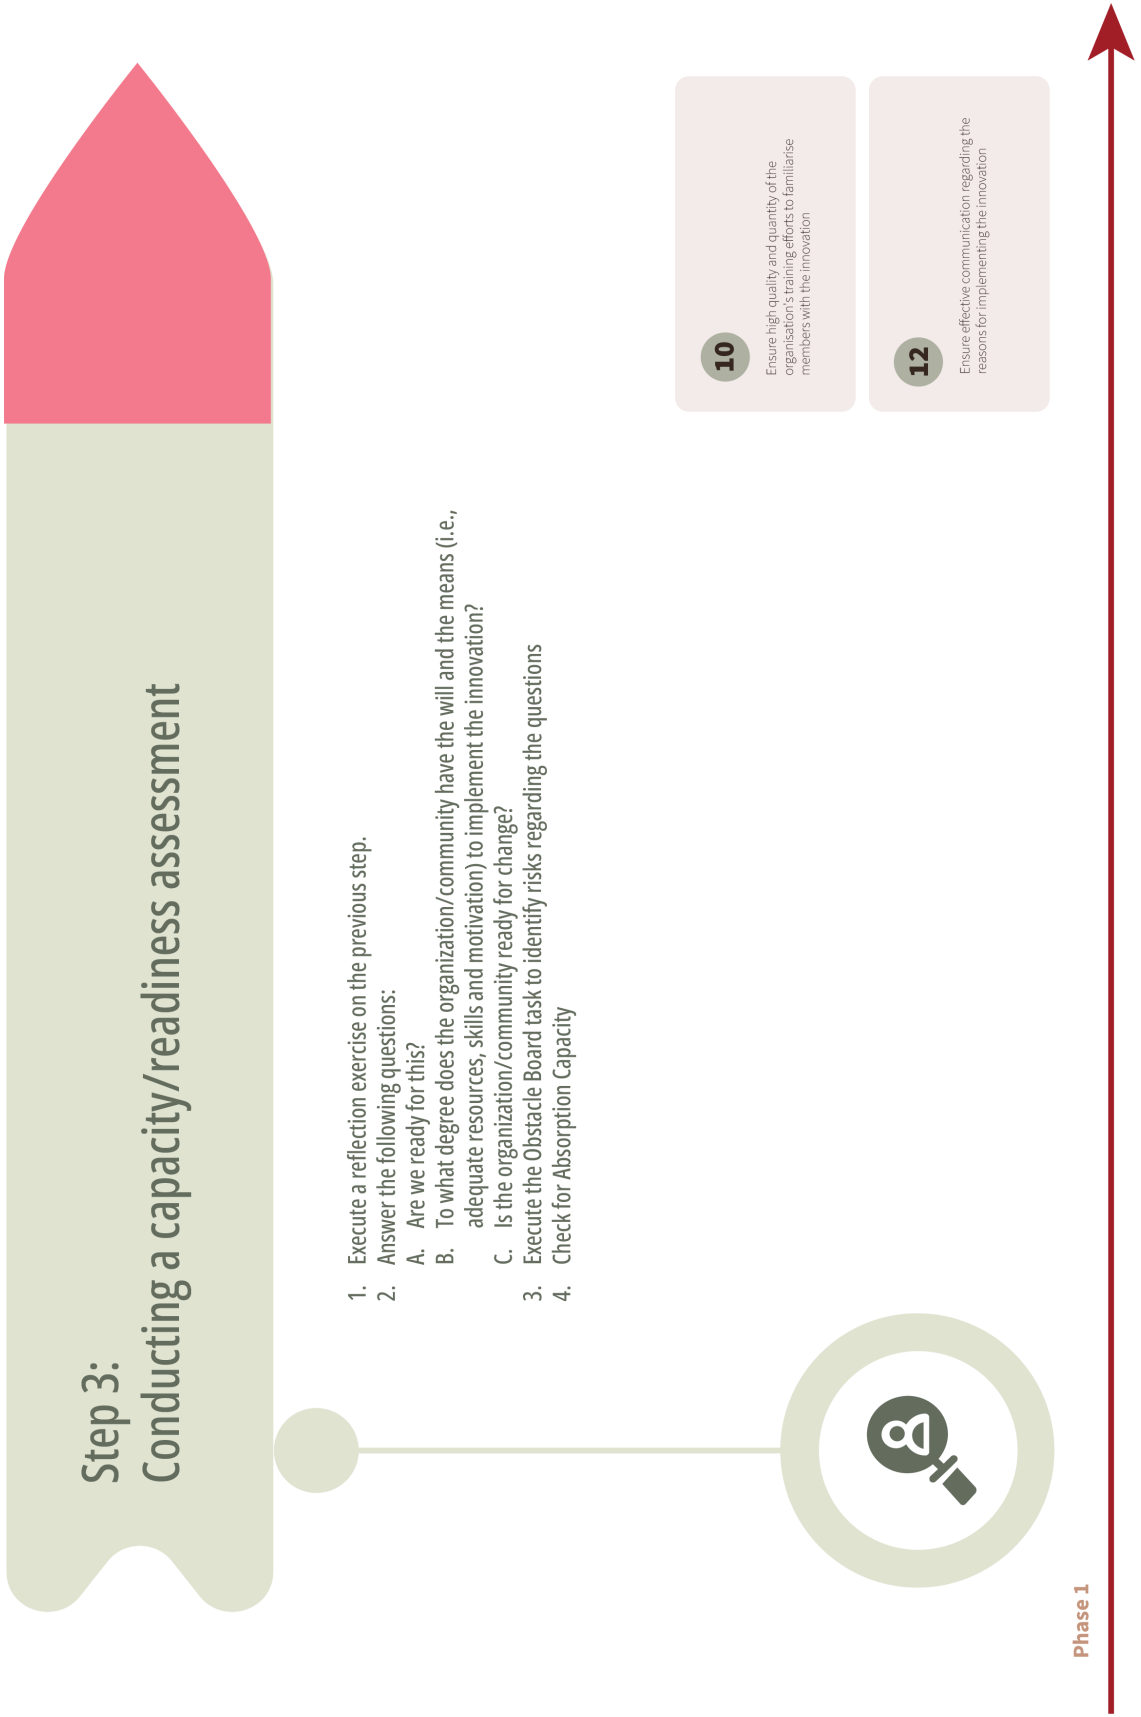 Step 3:
Conducting a capacity/readiness assessment
1. Execute a reflection exercise on the previous step.
2. Answer the following questions:
A. Are we ready for this?
B. To what degree does the organization/community have the will and the means (i.e.,
adequate resources, skills and motivation) to implement the innovation?
C. Is the organization/community ready for change?
3. Execute the Obstacle Board task to identify risks regarding the questions
4. Check for Absorption Capacity
10
Ensure high quality and quantity of the
organisation's training efforts to familiarise
members with the innovation
12
Ensure effective communication regarding the
reasons for implementing the innovation
Phase 1